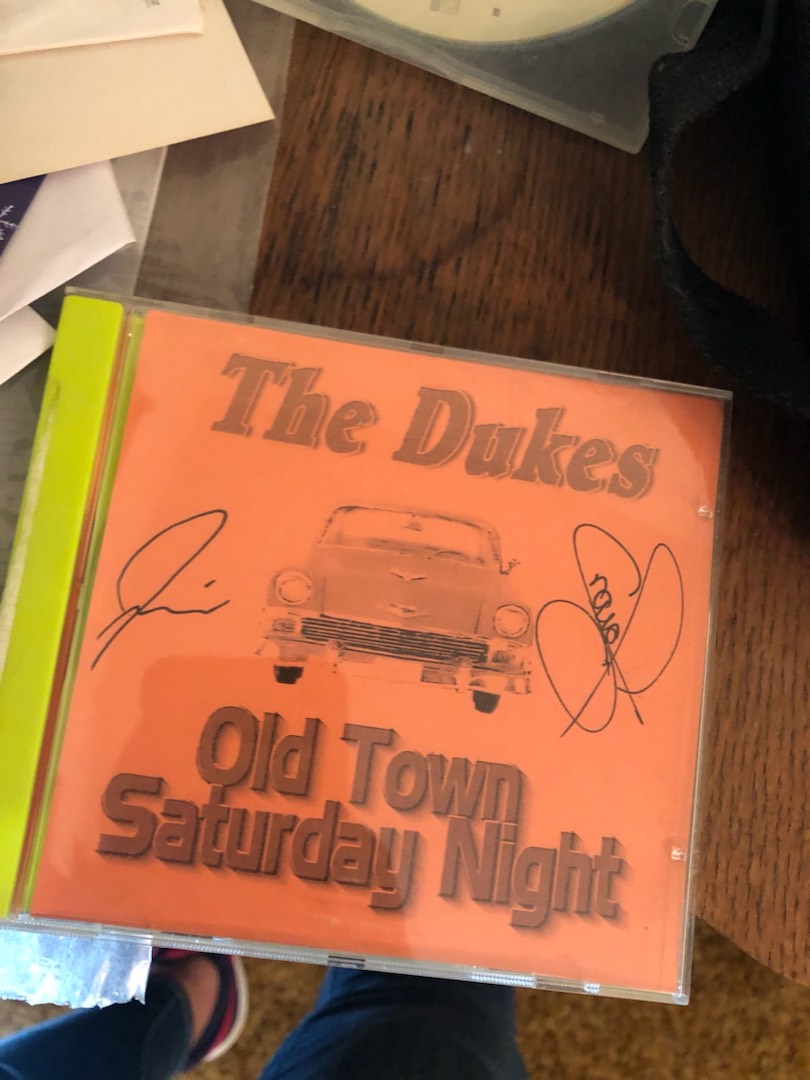 The Dukes
Old Town
Saturday Night